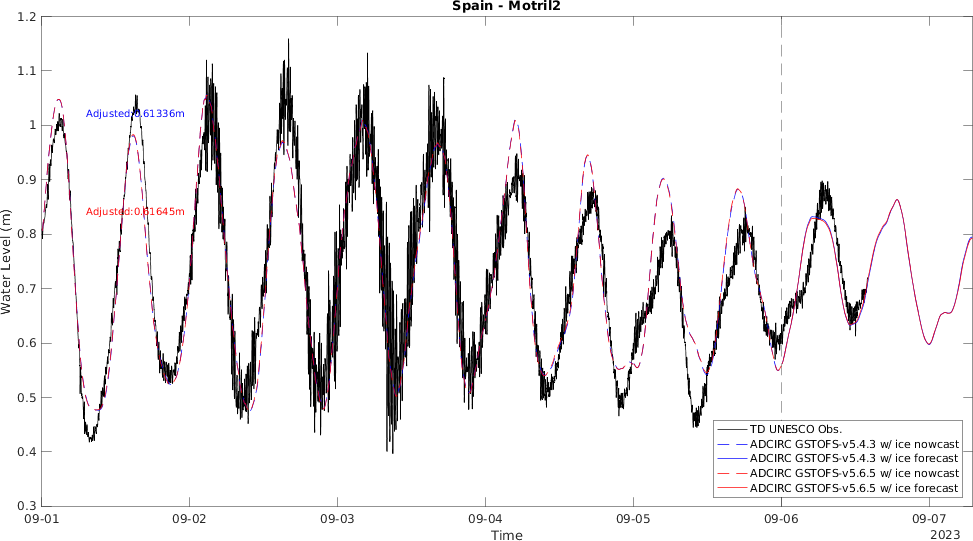 Spain - Motril2
1.2
1.1
1
0.9
0.8
0.7
0.6
0.5
0.4
0.3
Water Level (m)
Adjusted:0.61336m
Adjusted:0.61645m
TD UNESCO Obs.
ADCIRC GSTOFS-v5.4.3 w/ ice nowcast
ADCIRC GSTOFS-v5.4.3 w/ ice forecast
ADCIRC GSTOFS-v5.6.5 w/ ice nowcast
ADCIRC GSTOFS-v5.6.5 w/ ice forecast
09-01 09-02 09-03 09-04 09-05 09-06 09-07
Time
2023